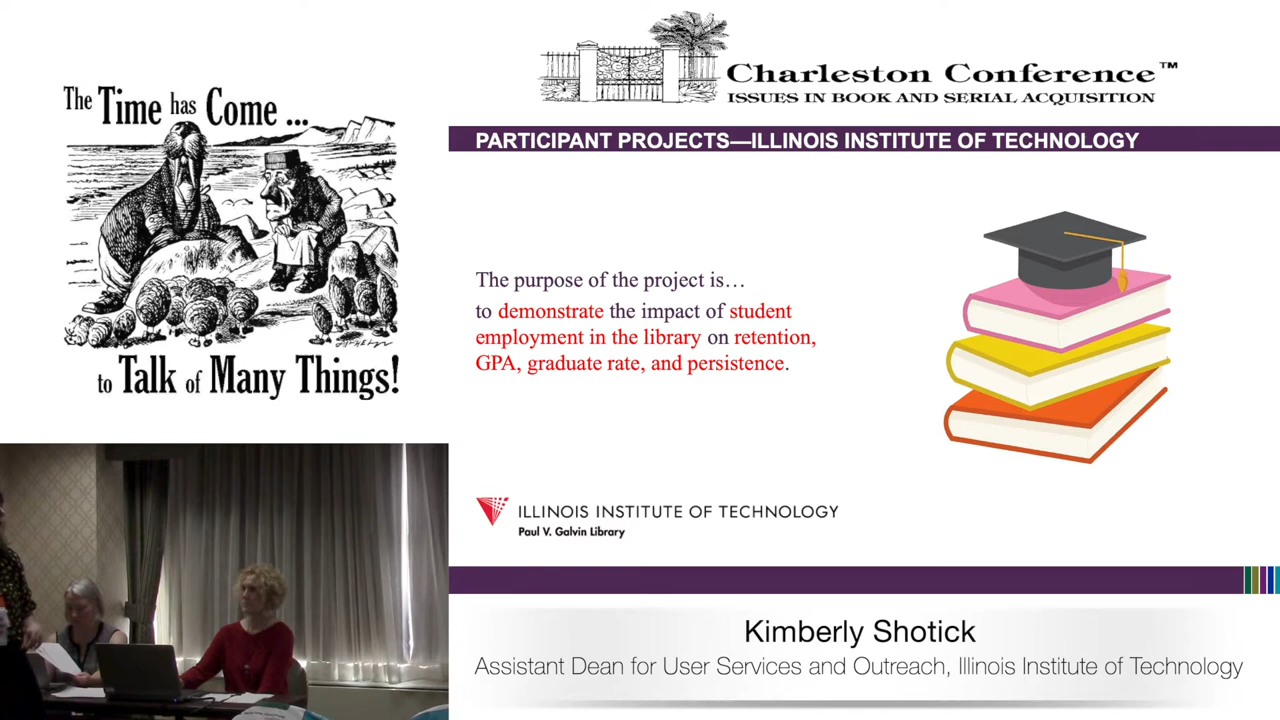 The Time has Come ...
to Talk of Many Things!
Charleston Conference™
ISSUES IN BOOK AND SERIAL ACQUISITION
PARTICIPANT PROJECTS—ILLINOIS INSTITUTE OF TECHNOLOGY
The purpose of the project is…
to demonstrate the impact of student
employment in the library on retention,
GPA, graduate rate, and persistence.
ILLINOIS INSTITUTE OF TECHNOLOGY
Paul V. Galvin Library
Kimberly Shotick
Assistant Dean for User Services and Outreach, Illinois Institute of Technology